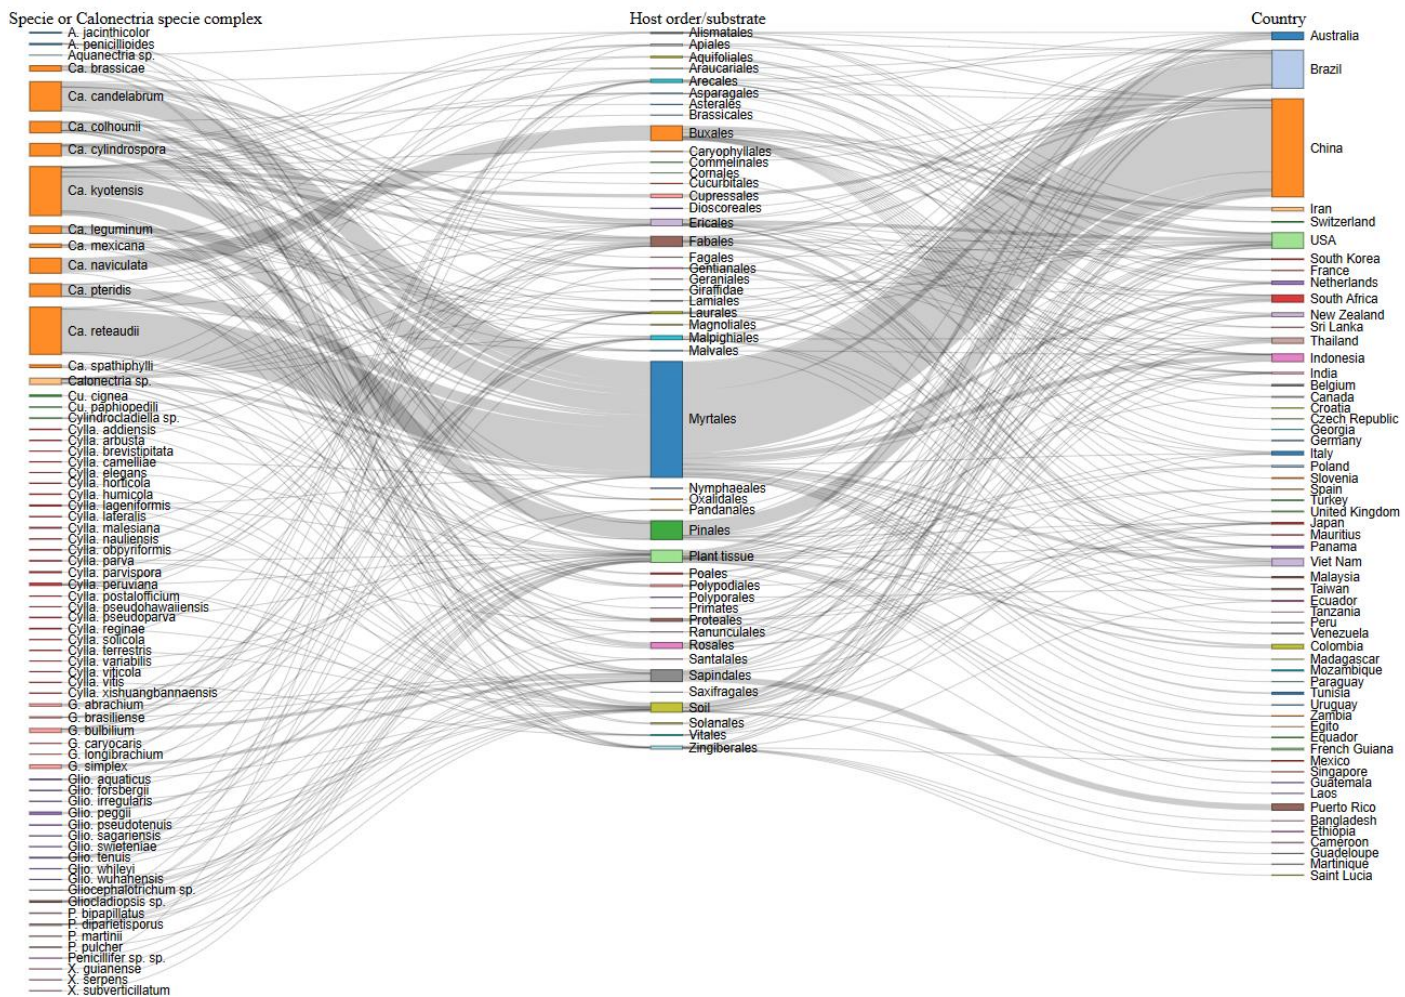 Specie or Calonectria specie complex
A. jacinthicolor
A. penicillioides
Aquanectria sp.
Ca. brassicae
Ca. candelabrum
Ca. colhounii
Ca. cylindrospora
Ca. kyotensis
Ca. leguminum
Ca. mexicana
Ca. naviculata
Ca. pteridis
Ca. reteaudii
Ca. spathiphylli
Calonectria sp.
Cu. cignea
Cu. paphiopedili
Cylindrocladiella sp.
Cylla. addiensis
Cylla. arbusta
Cylla. brevistipitata
Cylla. camelliae
Cylla. elegans
Cylla. horticola
Cylla. humicola
Cylla. lageniformis
Cylla. lateralis
Cylla. malesiana
Cylla. nauliensis
Cylla. obpyriformis
Cylla. parva
Cylla. parvispora
Cylla. peruviana
Cylla. postalofficium
Cylla. pseudohawaiiensis
Cylla. pseudoparva
Cylla. reginae
Cylla. solicola
Cylla. terrestris
Cylla. variabilis
Cylla. viticola
Cylla. vitis
Cylla. xishuangbannaensis
G. abrachium
G. brasiliense
G. bulbilium
G. caryocaris
G. longibrachium
G. simplex
Glio. aquaticus
Glio. forsbergii
Glio. irregularis
Glio. peggii
Glio. pseudotenuis
Glio. sagariensis
Glio. swieteniae
Glio. tenuis
Glio. whileyi
Glio. wuhanensis
Gliocephalotrichum sp.
Gliocladiopsis sp.
P. bipapillatus
P. diparietisporus
P. martinii
P. pulcher
Penicillifer sp. sp.
X. guianense
X. serpens
X. subverticillatum
Host order/substrate
Alismatales
Apiales
Aquifoliales
Araucariales
Arecales
Asparagales
Asterales
Brassicales
Buxales
Caryophyllales
Commelinales
Cornales
Cucurbitales
Cupressales
Dioscoreales
Ericales
Fabales
Fagales
Gentianales
Geraniales
Giraffidae
Lamiales
Laurales
Magnoliales
Malpighiales
Malvales
Myrtales
Nymphaeales
Oxalidales
Pandanales
Pinales
Plant tissue
Poales
Polypodiales
Polyporales
Primates
Proteales
Ranunculales
Rosales
Santalales
Sapindales
Saxifragales
Soil
Solanales
Vitales
Zingiberales
Country
Australia
Brazil
China
Iran
Switzerland
USA
South Korea
France
Netherlands
South Africa
New Zealand
Sri Lanka
Thailand
Indonesia
India
Belgium
Canada
Croatia
Czech Republic
Georgia
Germany
Italy
Poland
Slovenia
Spain
Turkey
United Kingdom
Japan
Mauritius
Panama
Viet Nam
Malaysia
Taiwan
Ecuador
Tanzania
Peru
Venezuela
Colombia
Madagascar
Mozambique
Paraguay
Tunisia
Uruguay
Zambia
Egito
Equador
French Guiana
Mexico
Singapore
Guatemala
Laos
Puerto Rico
Bangladesh
Ethiopia
Cameroon
Guadeloupe
Martinique
Saint Lucia